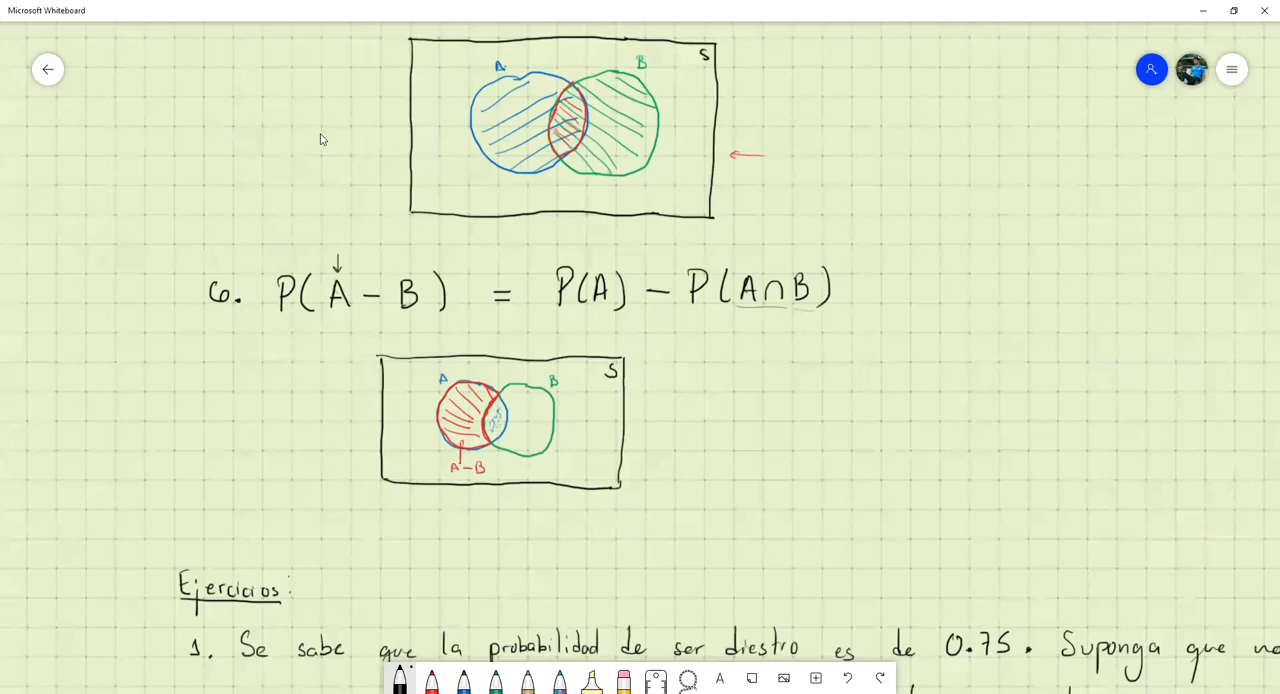 Microsoft Whiteboard
S
A
B
6. P(A - B) = P(A) - P(A∩B)
S
A
B
A-B
Ejercicios:
1. Se sabe que la probabilidad de ser diestro es de 0.75. Suponga que
A